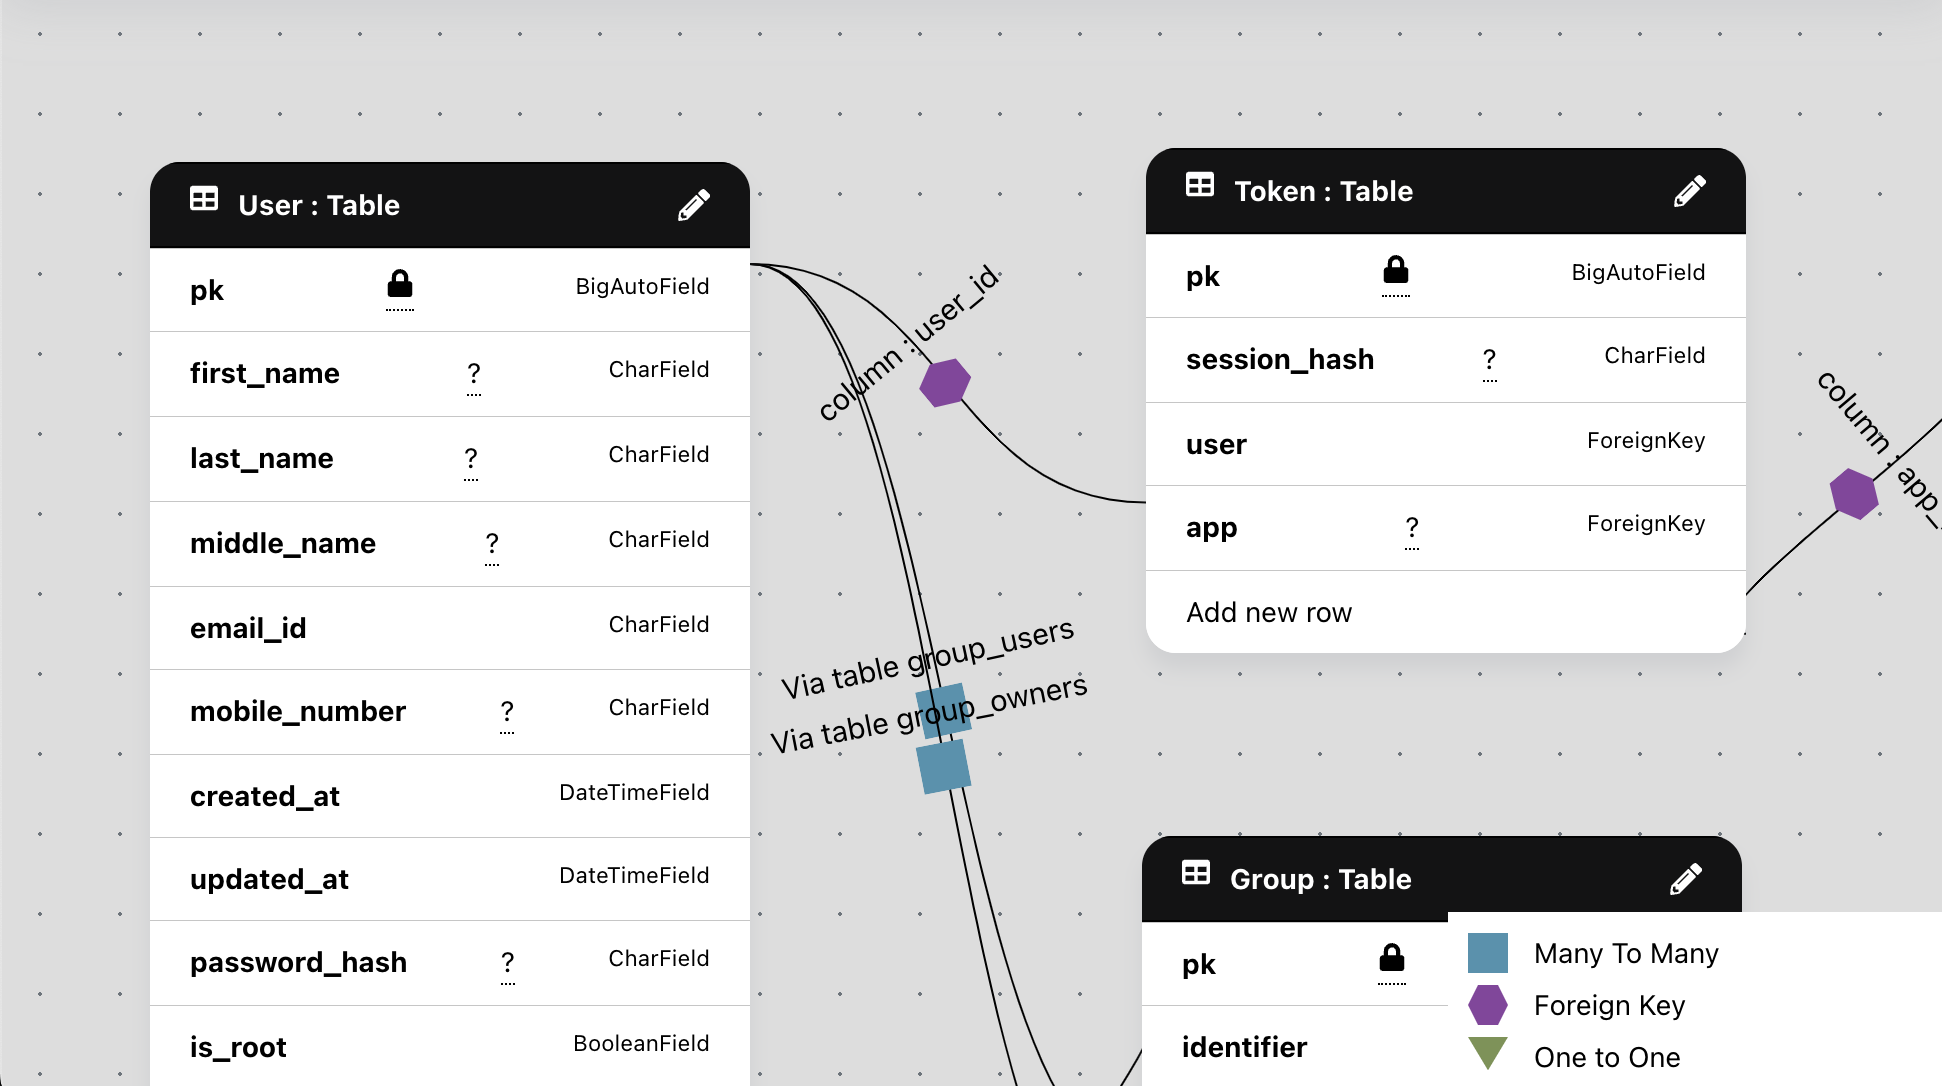 User : Table
pk BigAutoField
first_name ? CharField
last_name ? CharField
middle_name ? CharField
email_id CharField
mobile_number ? CharField
created_at DateTimeField
updated_at DateTimeField
password_hash ? CharField
is_root BooleanField
column : user_id
Via table group_users
Via table group_owners
Token : Table
pk BigAutoField
session_hash ? CharField
user ForeignKey
app ? ForeignKey
Add new row
column : app_
Group : Table
pk
identifier
Many To Many
Foreign Key
One to One